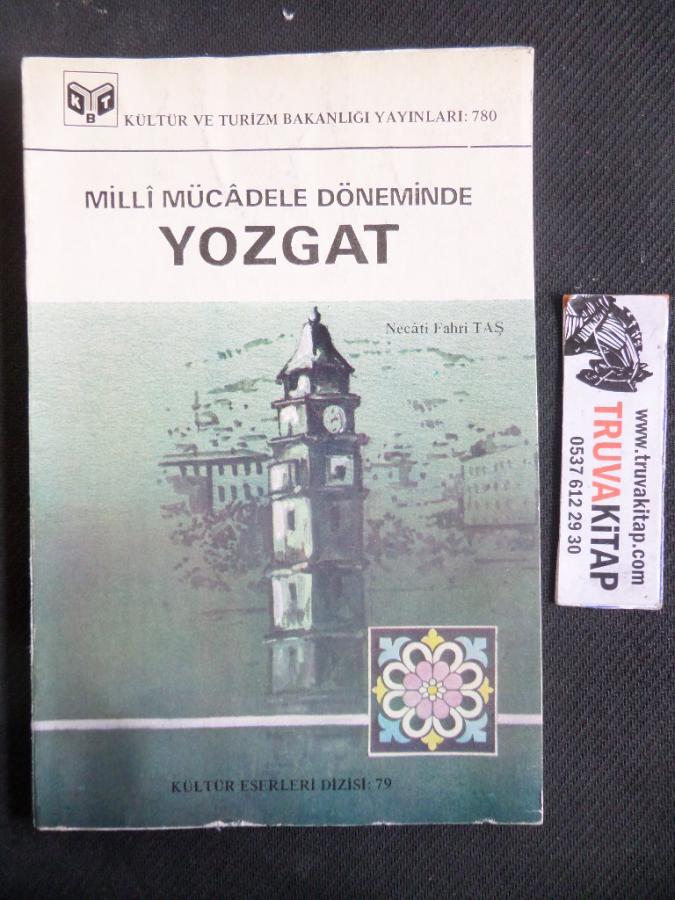 K B T
KÜLTÜR VE TURİZM BAKANLIĞI YAYINLARI: 780
MİLLÎ MÜCÂDELE DÖNEMİNDE
YOZGAT
Necâti Fahri TAŞ
KÜLTÜR ESERLERİ DİZİSİ: 79
www.truvakitap.com
TRUVAKİTAP
0537 612 29 30